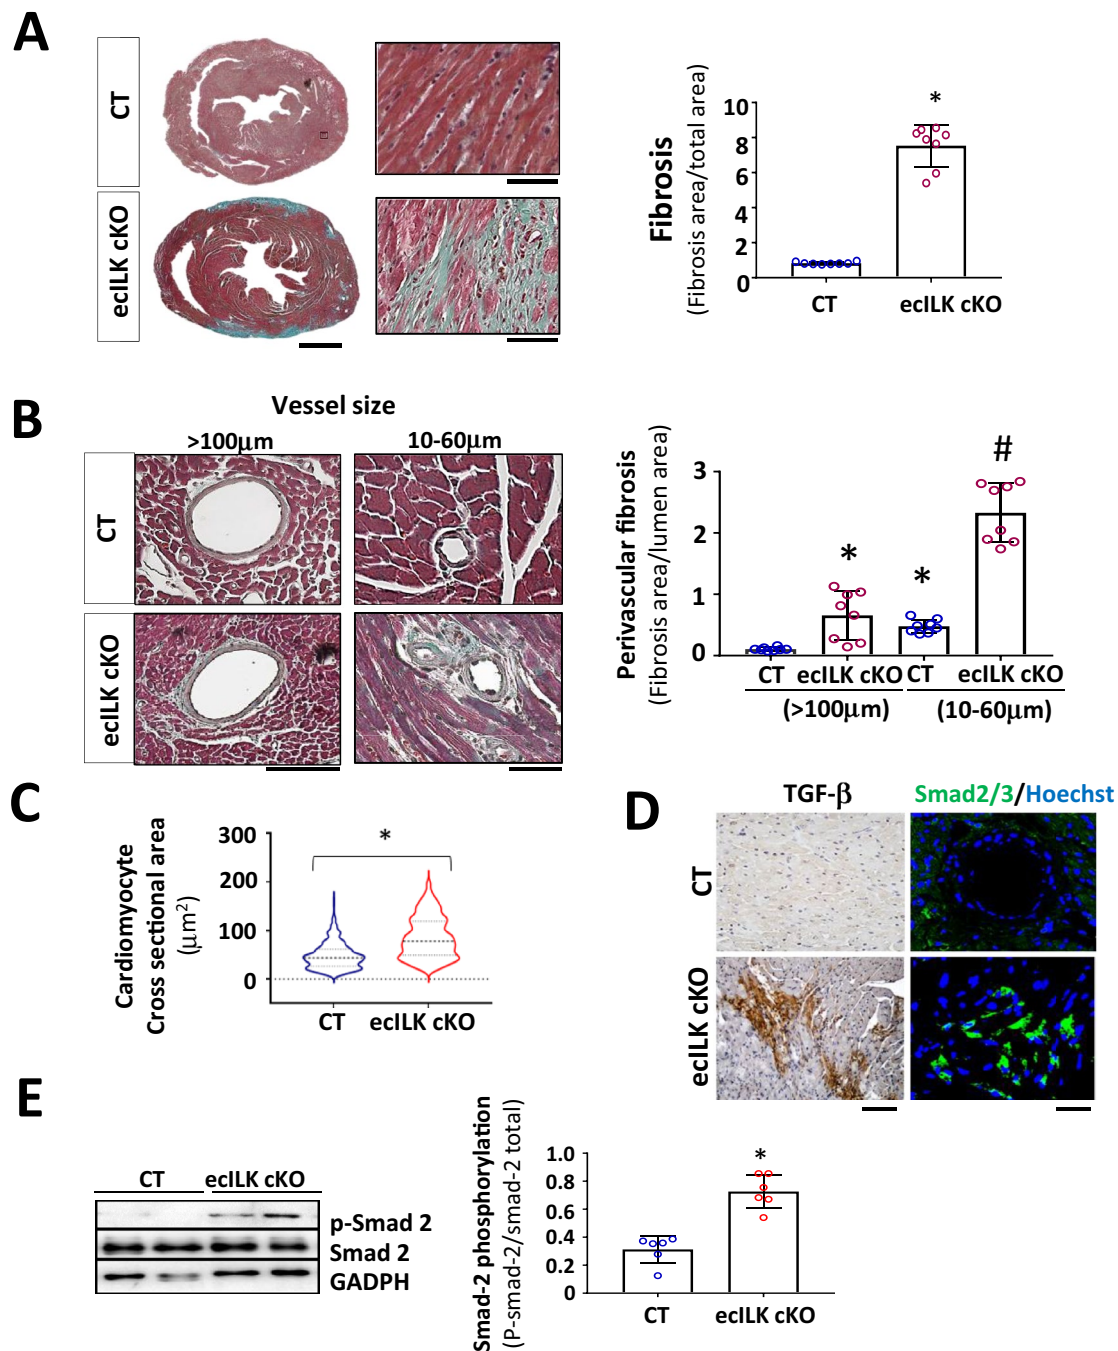 A
CT
ecILK cKO
Fibrosis
(Fibrosis area/total area)
10
8
6
4
2
0
*
CT
ecILK cKO
B
Vessel size
>100μm
10-60μm
CT
ecILK cKO
Perivascular fibrosis
(Fibrosis area/lumen area)
3
2
1
0
*
*
#
CT
ecILK cKO
CT
ecILK cKO
(>100μm)
(10-60μm)
C
Cardiomyocyte
Cross sectional area
(μm²)
300
200
100
0
*
CT
ecILK cKO
D
TGF-β
Smad2/3/Hoechst
CT
ecILK cKO
E
CT
ecILK cKO
p-Smad 2
Smad 2
GADPH
Smad-2 phosphorylation
(P-smad-2/smad-2 total)
1.0
0.8
0.6
0.4
0.2
0
*
CT
ecILK cKO